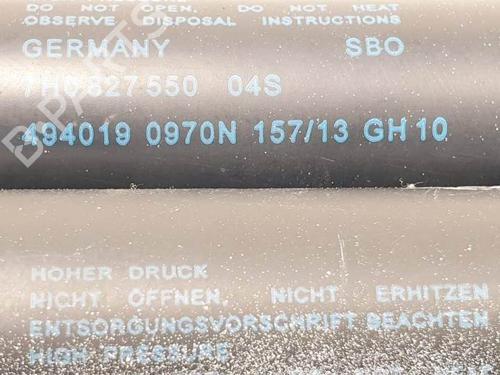 DO NOT OPEN. DO NOT HEAT
OBSERVE DISPOSAL INSTRUCTIONS
GERMANY SBO
7H0827550 04S
494019 0970N 157/13 GH10
HOHER DRUCK
NICHT ÖFFNEN. NICHT ERHITZEN
ENTSORGUNGSVORSCHRIFT BEACHTEN
HIGH PRESSURE